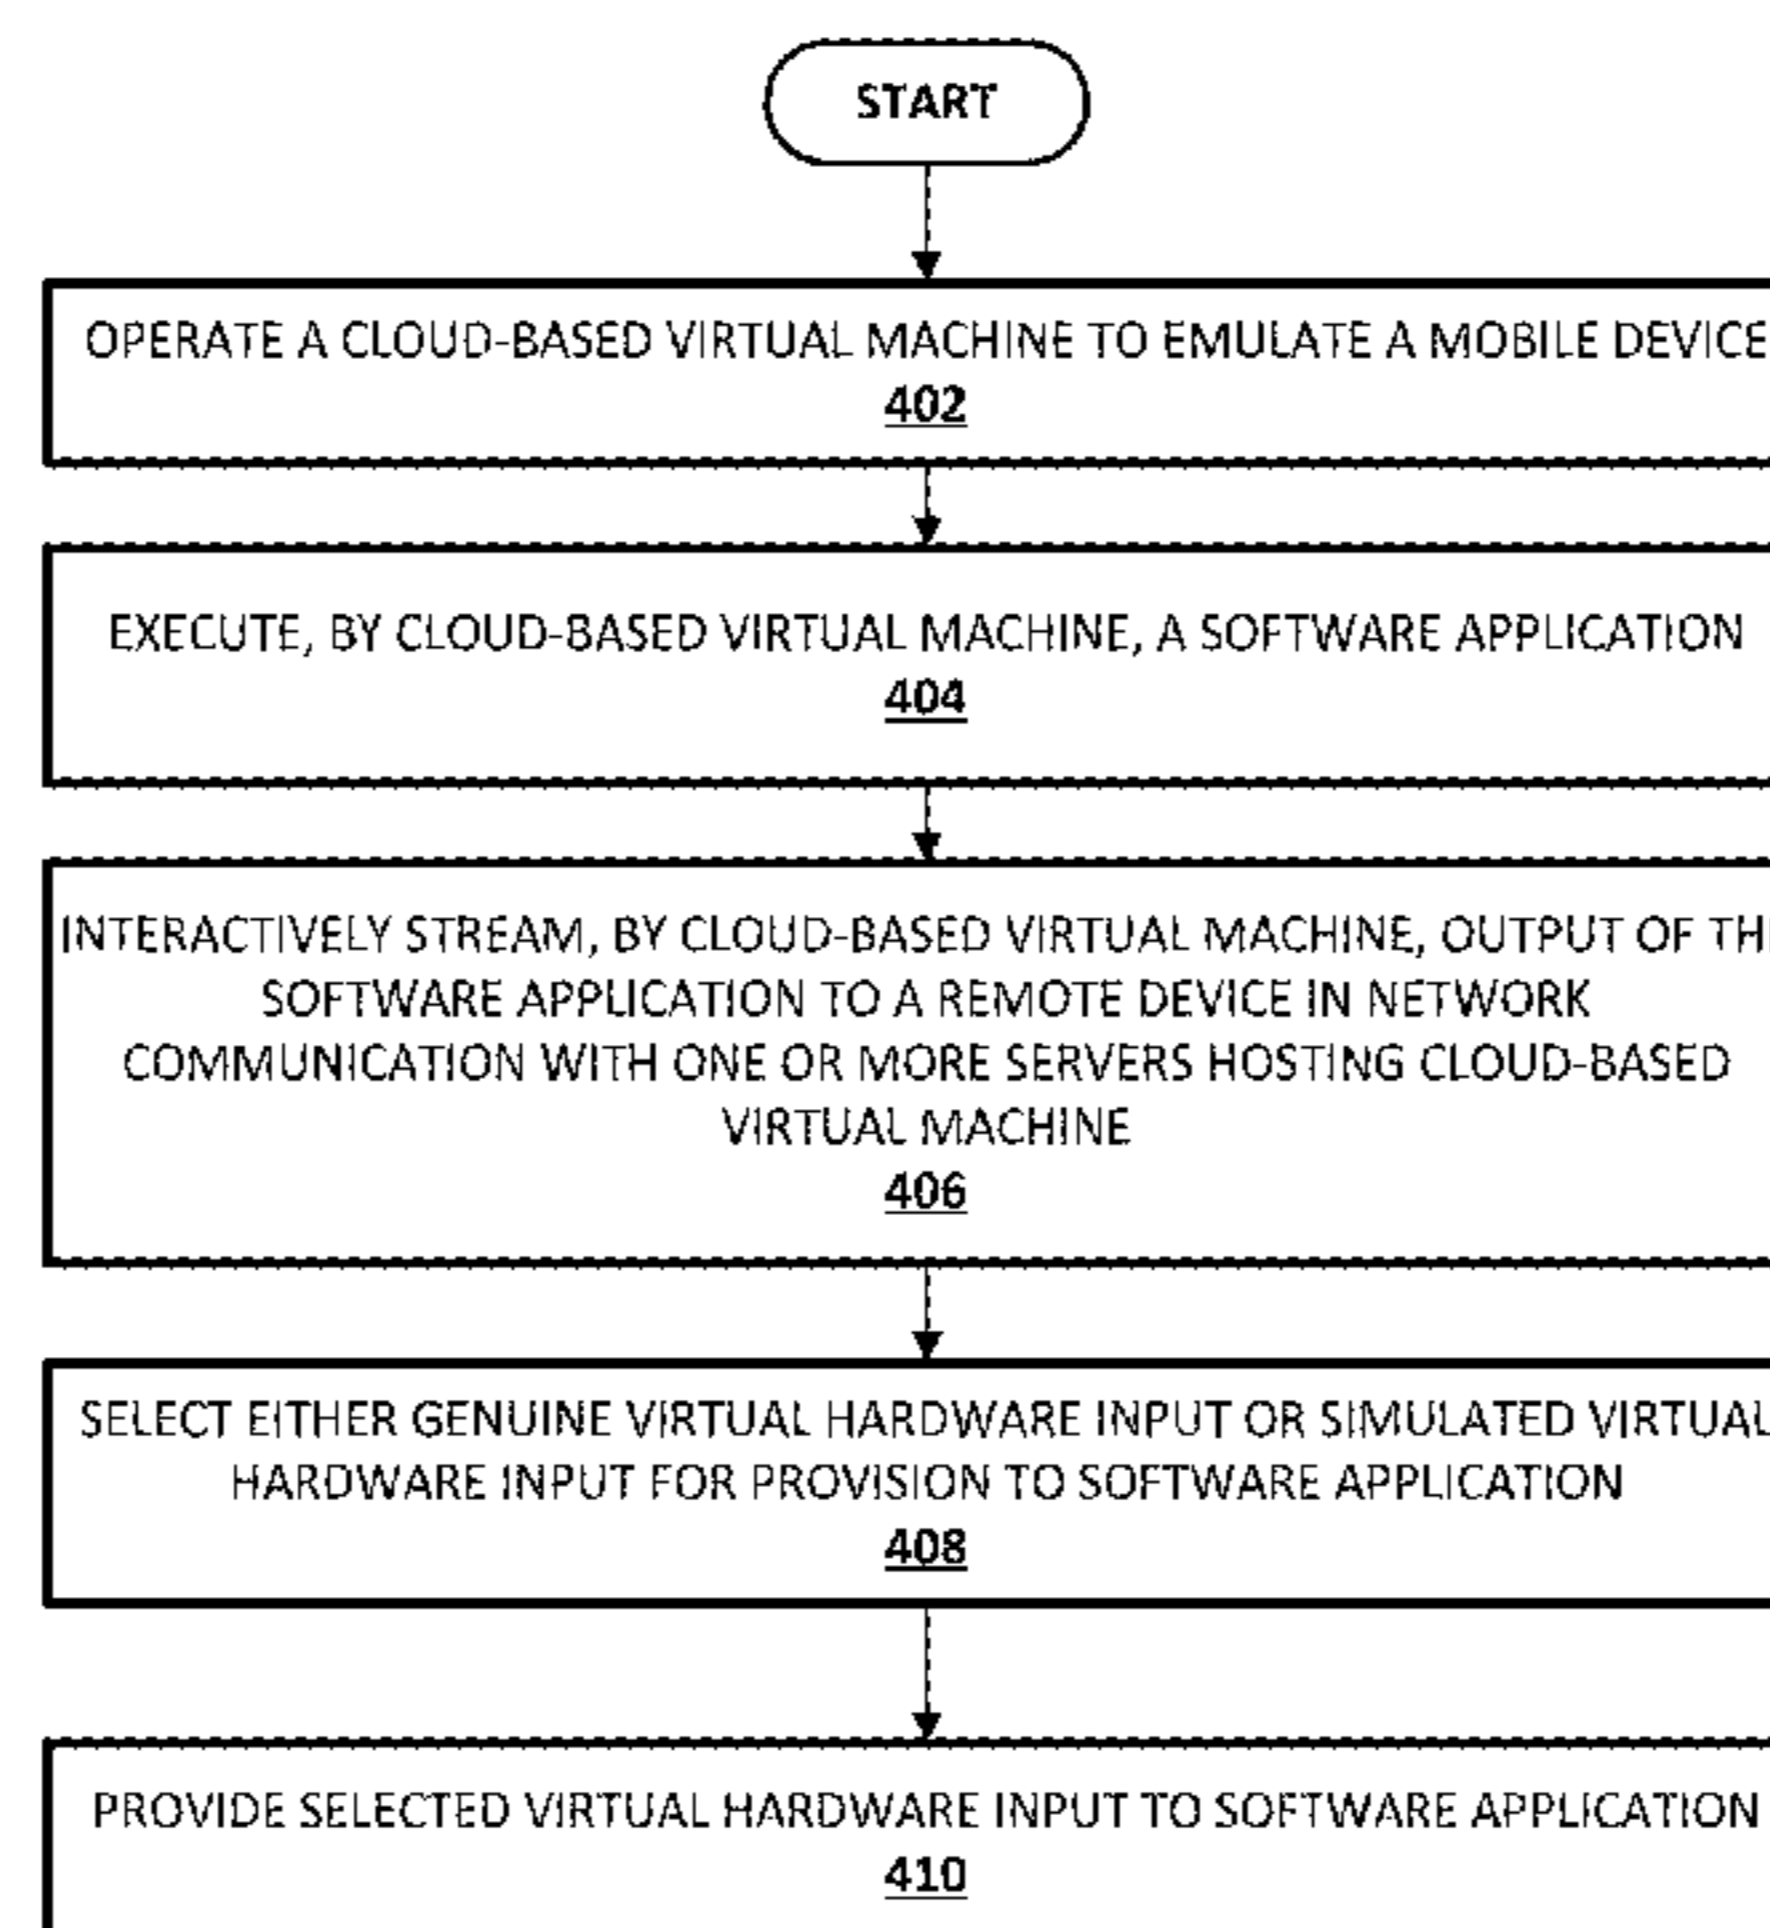 START
OPERATE A CLOUD-BASED VIRTUAL MACHINE TO EMULATE A MOBILE DEVICE
402
EXECUTE, BY CLOUD-BASED VIRTUAL MACHINE, A SOFTWARE APPLICATION
404
INTERACTIVELY STREAM, BY CLOUD-BASED VIRTUAL MACHINE, OUTPUT OF THE
SOFTWARE APPLICATION TO A REMOTE DEVICE IN NETWORK
COMMUNICATION WITH ONE OR MORE SERVERS HOSTING CLOUD-BASED
VIRTUAL MACHINE
406
SELECT EITHER GENUINE VIRTUAL HARDWARE INPUT OR SIMULATED VIRTUAL
HARDWARE INPUT FOR PROVISION TO SOFTWARE APPLICATION
408
PROVIDE SELECTED VIRTUAL HARDWARE INPUT TO SOFTWARE APPLICATION
410